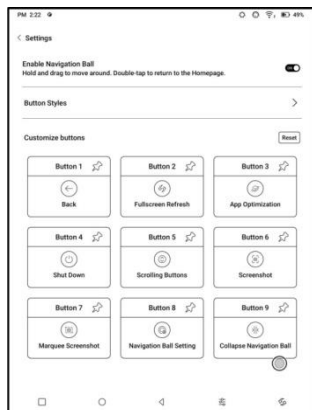 PM 2:22
49%
Settings
Enable Navigation Ball
Hold and drag to move around. Double-tap to return to the Homepage.
ON
Button Styles
Customize buttons
Reset
Button 1
Button 2
Button 3
Back
Fullscreen Refresh
App Optimization
Button 4
Button 5
Button 6
Shut Down
Scrolling Buttons
Screenshot
Button 7
Button 8
Button 9
Marquee Screenshot
Navigation Ball Setting
Collapse Navigation Ball